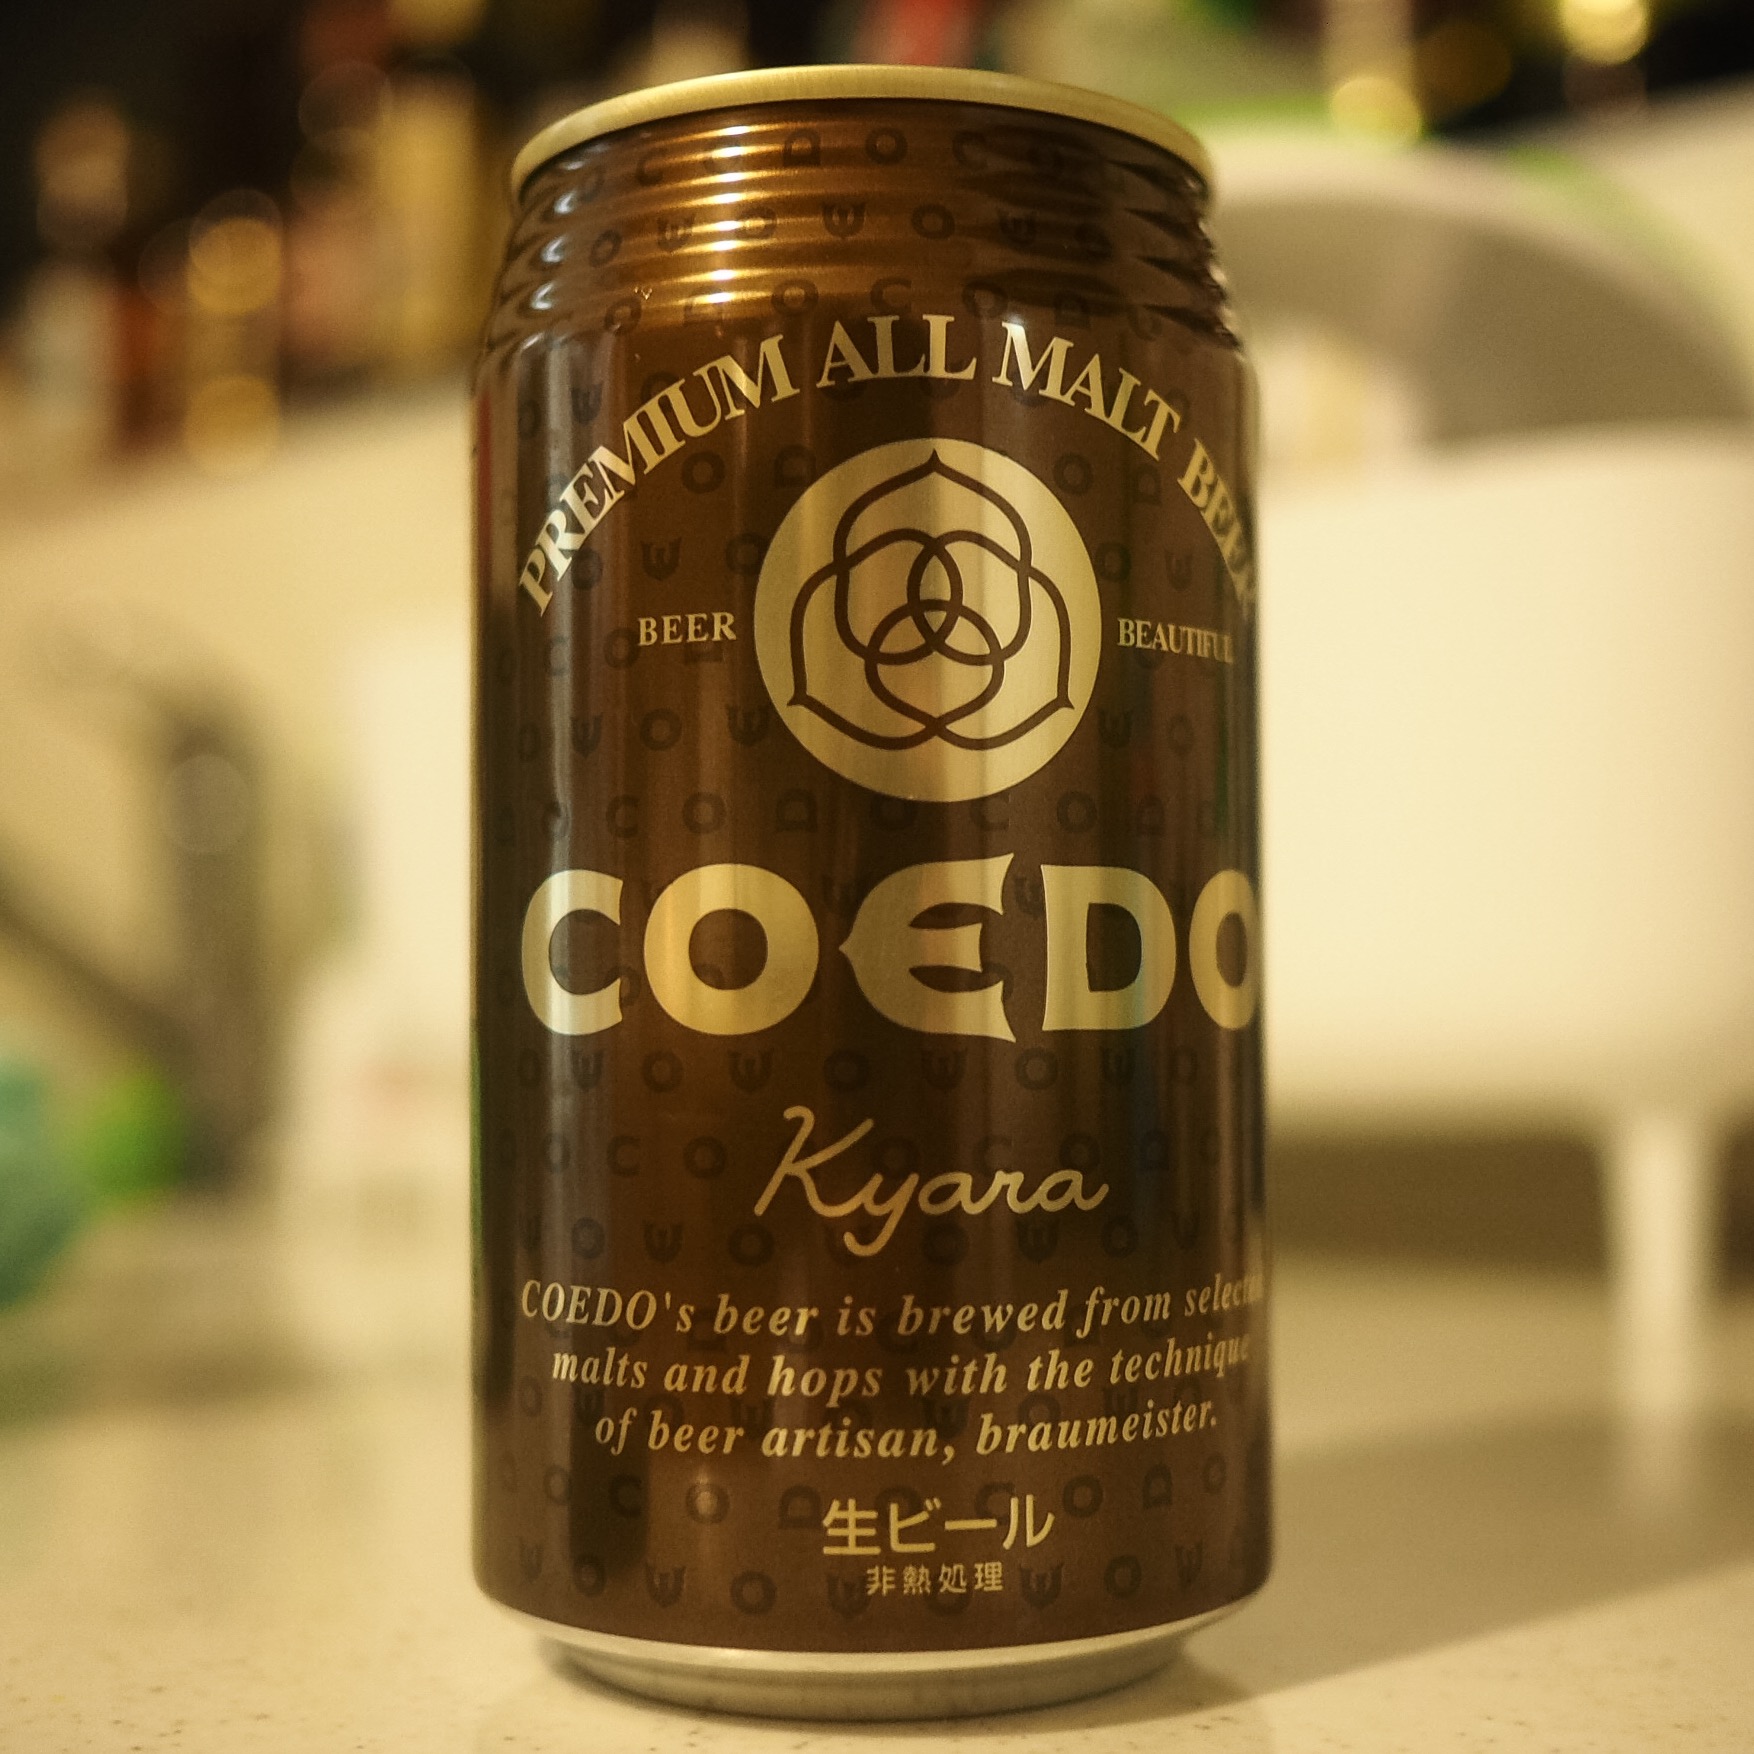 PREMIUM ALL MALT BEER
BEER
BEAUTIFUL
COEDO
Kyara
COEDO's beer is brewed from selected
malts and hops with the technique
of beer artisan, braumeister.
生ビール
非熱処理